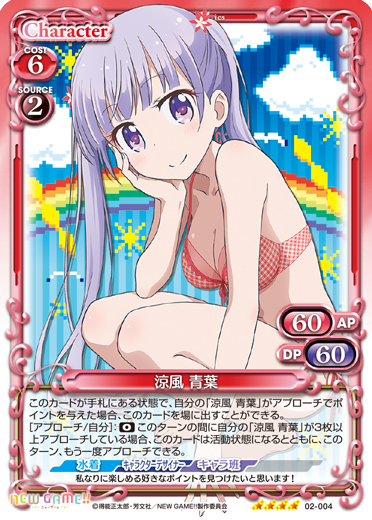 Character
COST
6
SOURCE
2
60 AP
DP 60
涼風 青葉
このカードが手札にある状態で、自分の「涼風 青葉」がアプローチでポ
イントを与えた場合、このカードを場に出すことができる。
[アプローチ/自分]:このターンの間に自分の「涼風 青葉」が3枚以
上アプローチしている場合、このカードは活動状態になるとともに、この
ターン、もう一度アプローチできる。
水着 キャラクターデザイナー キャラ班
私なりに楽しめる好きなポイントを見つけたいと思います!
NEW GAME!!
©得能正太郎・芳文社/NEW GAME!!製作委員会
02-004